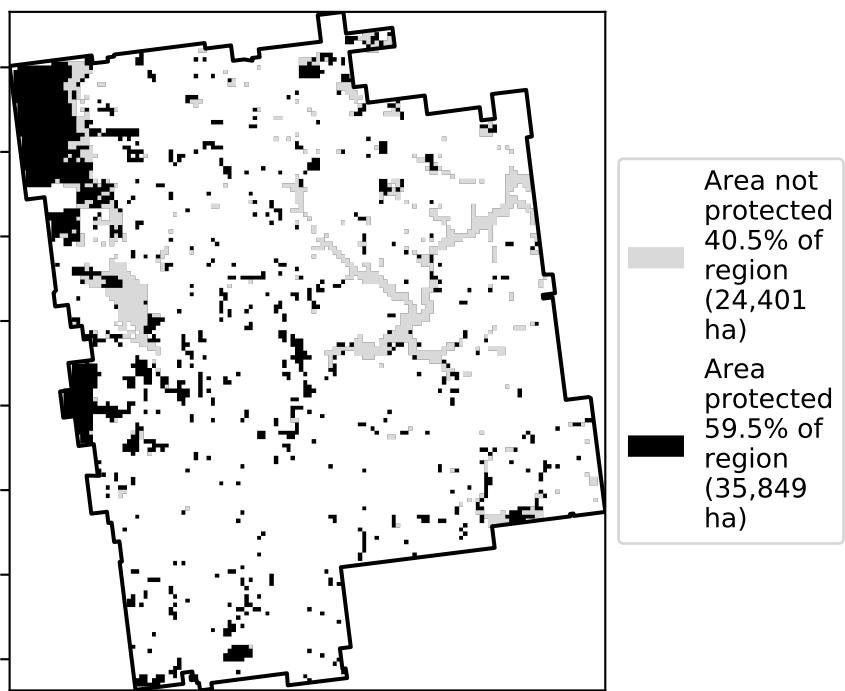 Area not
protected
40.5% of
region
(24,401
ha)
Area
protected
59.5% of
region
(35,849
ha)